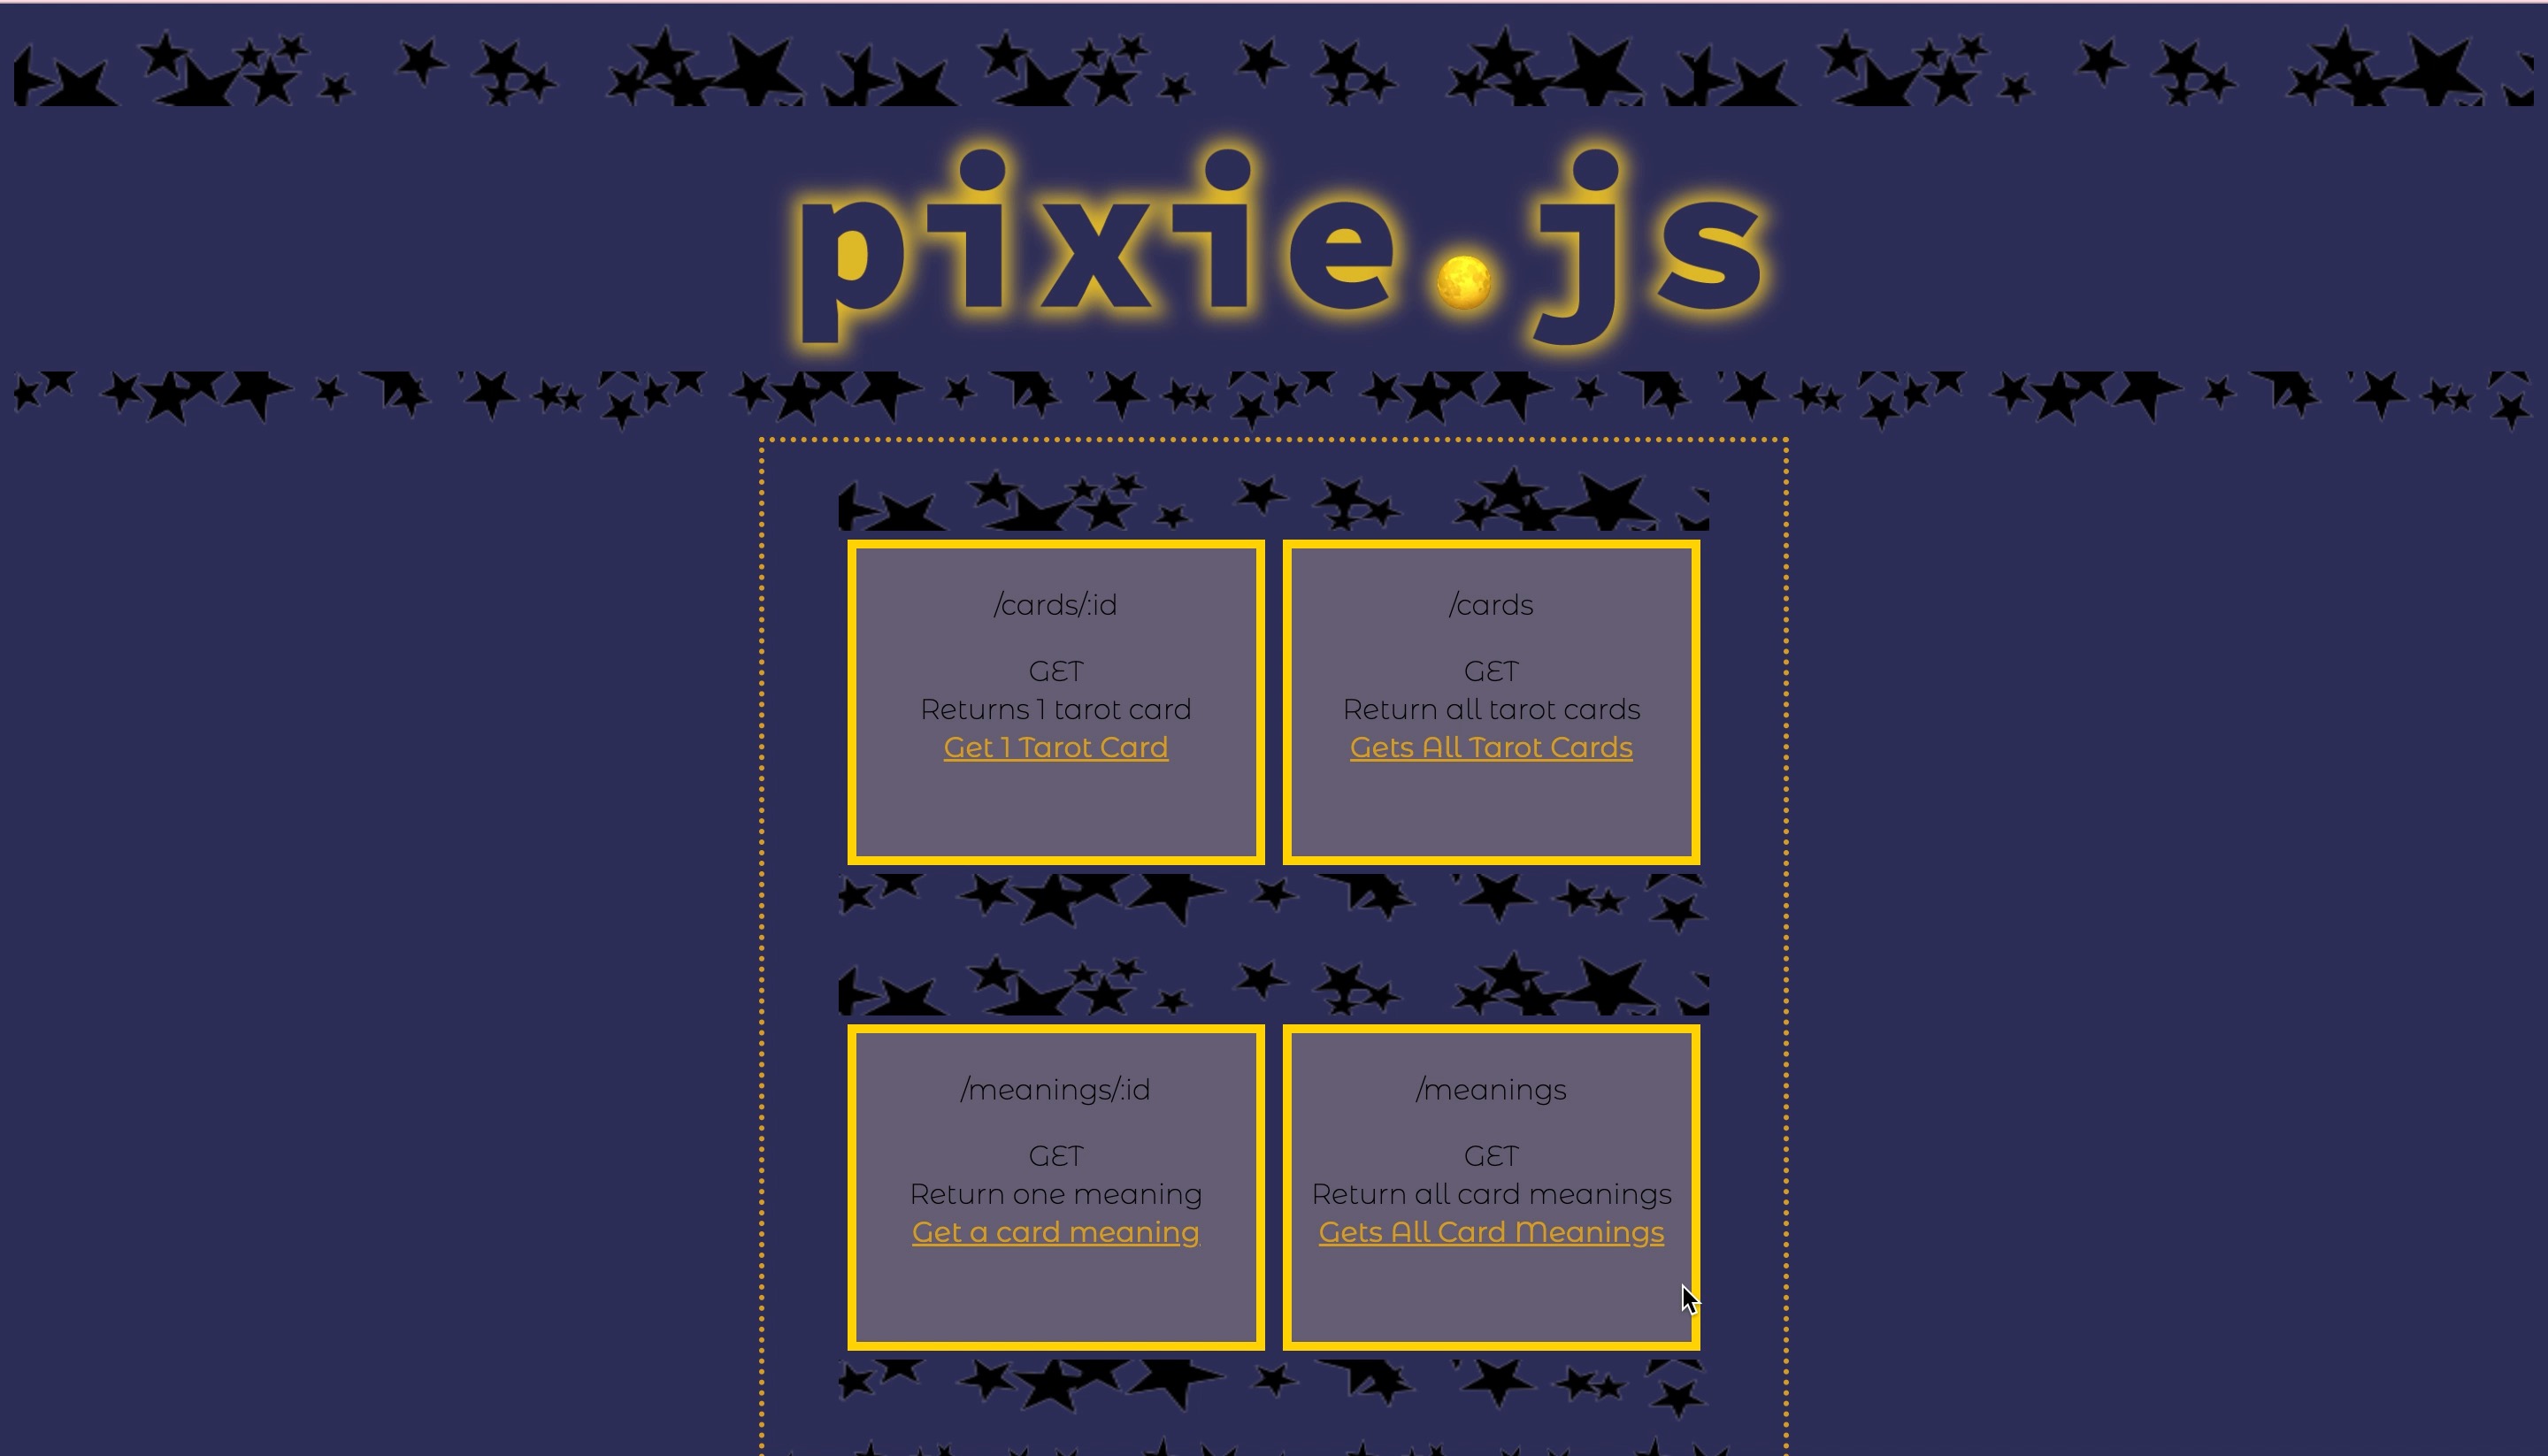 pixie.js
/cards/:id
GET
Returns 1 tarot card
Get 1 Tarot Card
/cards
GET
Return all tarot cards
Gets All Tarot Cards
/meanings/:id
GET
Return one meaning
Get a card meaning
/meanings
GET
Return all card meanings
Gets All Card Meanings